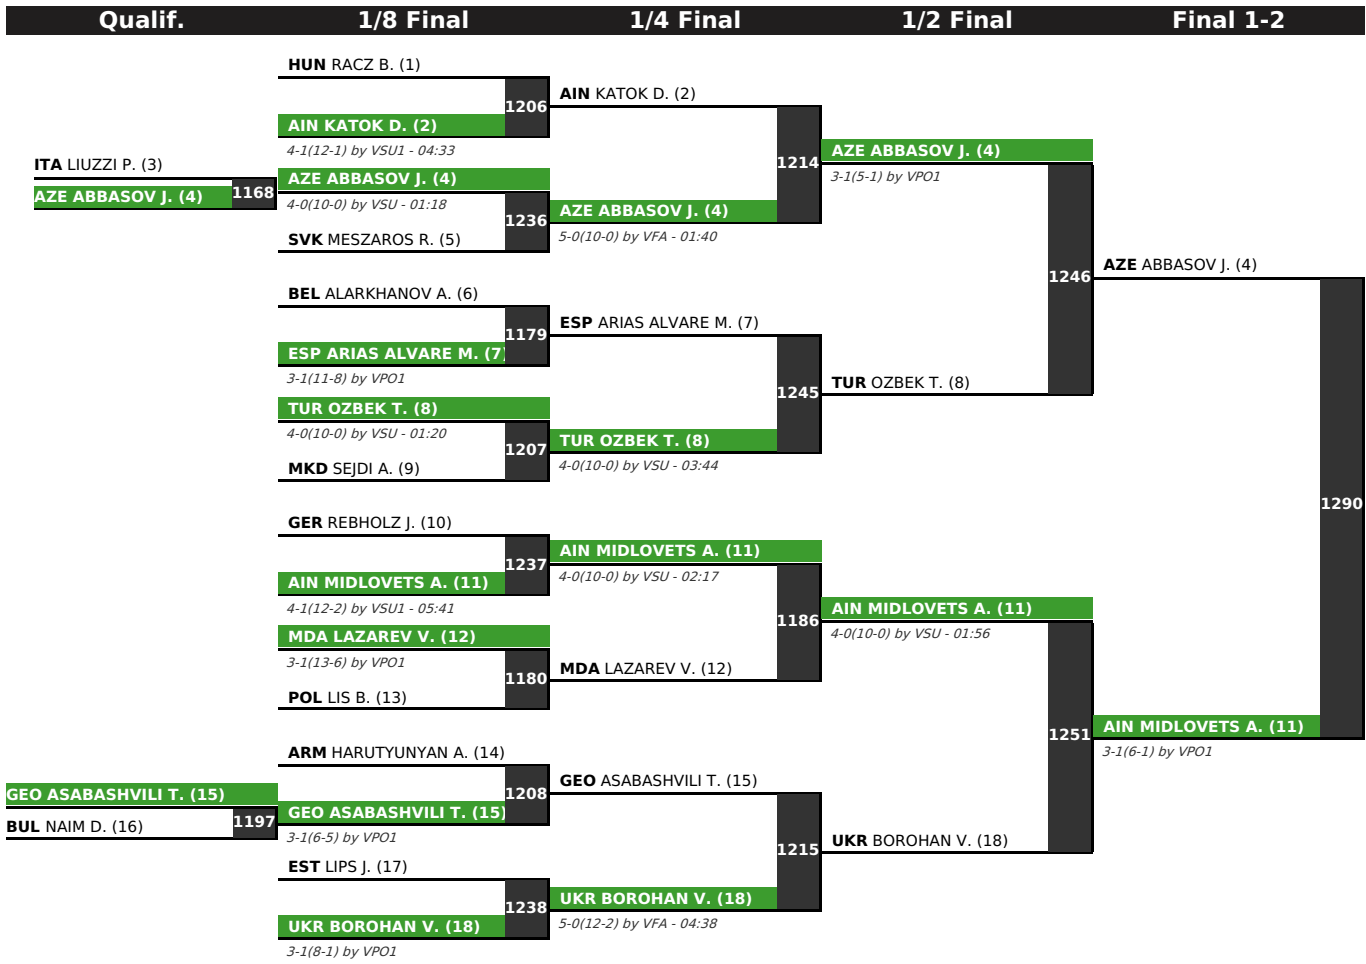 Qualif.
1/8 Final
1/4 Final
1/2 Final
Final 1-2
ITA LIUZZI P. (3)
AZE ABBASOV J. (4)
1168
GEO ASABASHVILI T. (15)
BUL NAIM D. (16)
1197
HUN RACZ B. (1)
1206
AIN KATOK D. (2)
4-1(12-1) by VSU1 - 04:33
AZE ABBASOV J. (4)
4-0(10-0) by VSU - 01:18
1236
SVK MESZAROS R. (5)
BEL ALARKHANOV A. (6)
1179
ESP ARIAS ALVARE M. (7)
3-1(11-8) by VPO1
TUR OZBEK T. (8)
4-0(10-0) by VSU - 01:20
1207
MKD SEJDI A. (9)
GER REBHOLZ J. (10)
1237
AIN MIDLOVETS A. (11)
4-1(12-2) by VSU1 - 05:41
MDA LAZAREV V. (12)
3-1(13-6) by VPO1
1180
POL LIS B. (13)
ARM HARUTYUNYAN A. (14)
1208
GEO ASABASHVILI T. (15)
3-1(6-5) by VPO1
EST LIPS J. (17)
1238
UKR BOROHAN V. (18)
3-1(8-1) by VPO1
AIN KATOK D. (2)
1214
AZE ABBASOV J. (4)
5-0(10-0) by VFA - 01:40
ESP ARIAS ALVARE M. (7)
1245
TUR OZBEK T. (8)
4-0(10-0) by VSU - 03:44
AIN MIDLOVETS A. (11)
4-0(10-0) by VSU - 02:17
1186
MDA LAZAREV V. (12)
GEO ASABASHVILI T. (15)
1215
UKR BOROHAN V. (18)
5-0(12-2) by VFA - 04:38
AZE ABBASOV J. (4)
3-1(5-1) by VPO1
1246
TUR OZBEK T. (8)
AIN MIDLOVETS A. (11)
4-0(10-0) by VSU - 01:56
1251
UKR BOROHAN V. (18)
AZE ABBASOV J. (4)
1290
AIN MIDLOVETS A. (11)
3-1(6-1) by VPO1